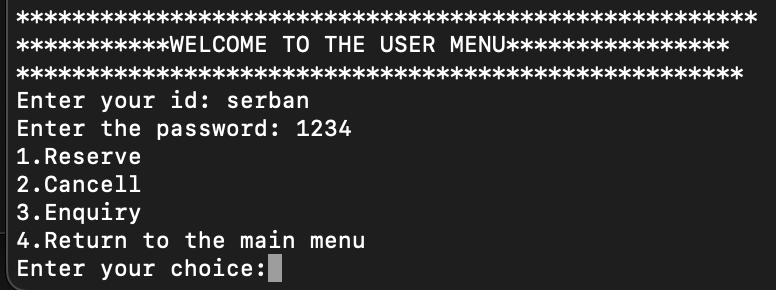 *****************************************************
***********WELCOME TO THE USER MENU****************
****************************************************
Enter your id: serban
Enter the password: 1234
1.Reserve
2.Cancell
3.Enquiry
4.Return to the main menu
Enter your choice: